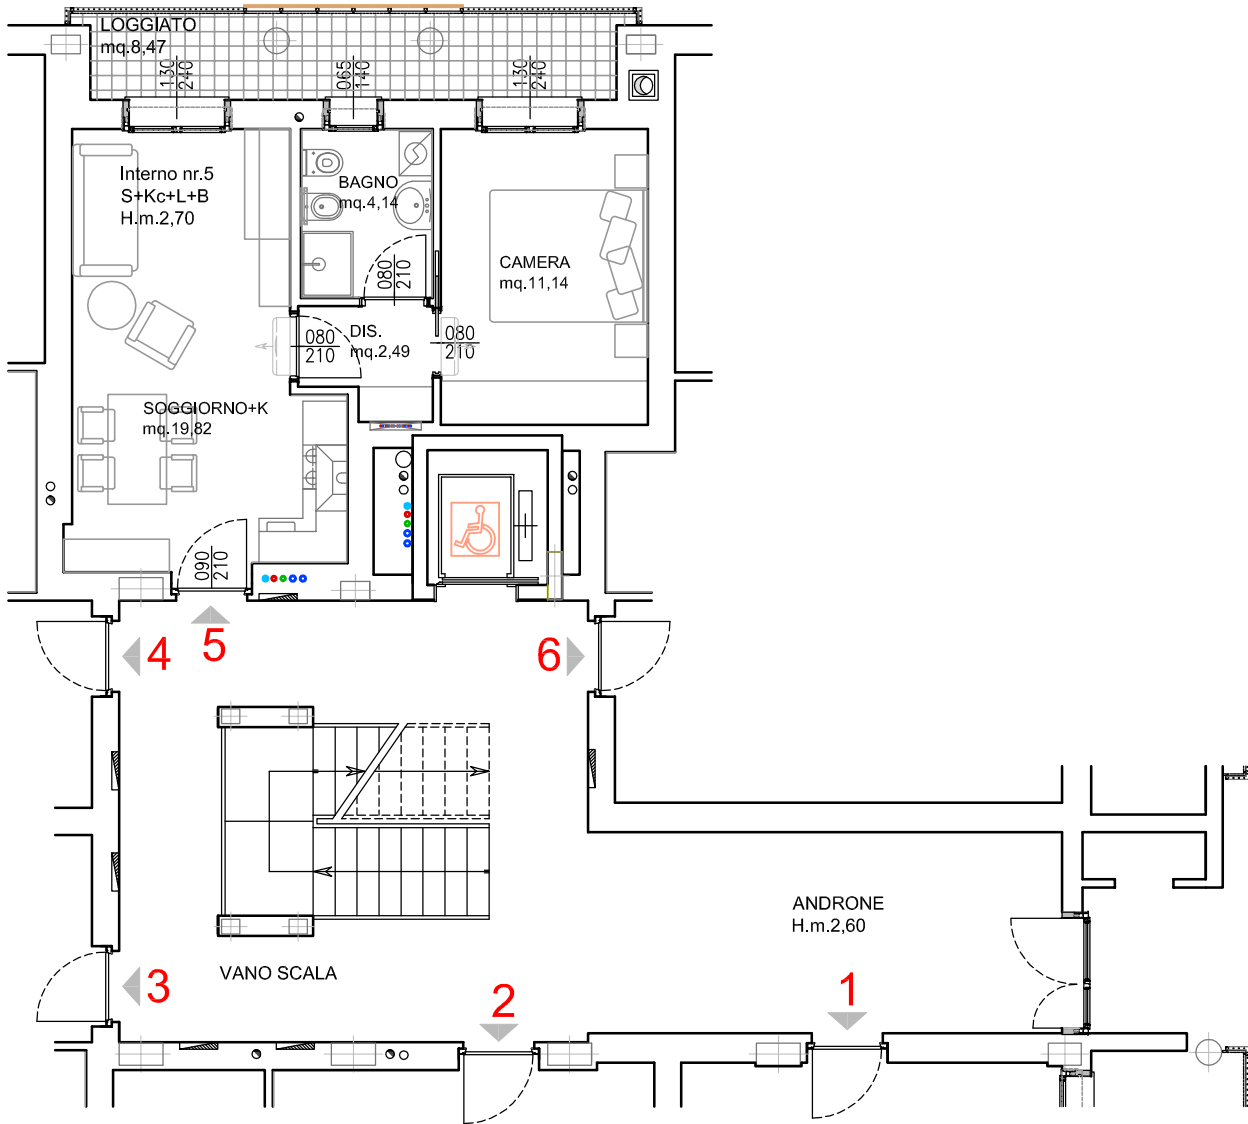 LOGGIATO
mq.8,47
130
240
065
140
130
240
Interno nr.5
S+Kc+L+B
H.m.2,70
BAGNO
mq.4,14
080
210
CAMERA
mq.11,14
DIS.
mq.2,49
080
210
080
210
SOGGIORNO+K
mq.19,82
090
210
4
5
6
ANDRONE
H.m.2,60
VANO SCALA
3
2
1